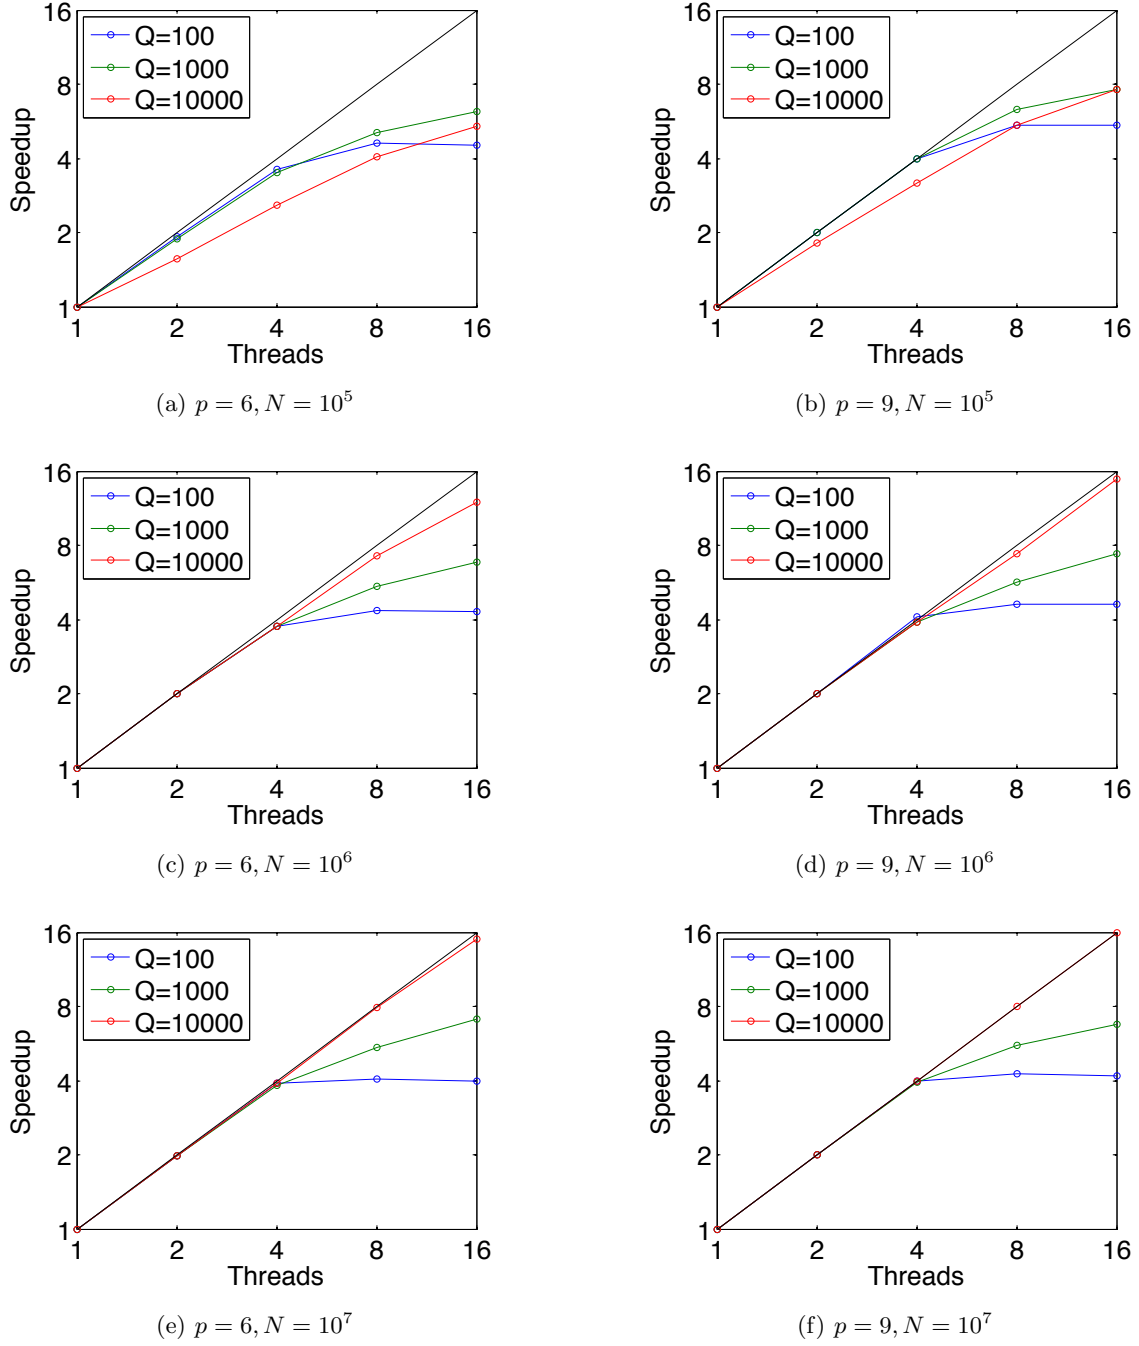 16
8
4
2
1
Speedup
Q=100
Q=1000
Q=10000
1 2 4 8 16
Threads
(a) p = 6, N = 10^5
16
8
4
2
1
Speedup
Q=100
Q=1000
Q=10000
1 2 4 8 16
Threads
(b) p = 9, N = 10^5
16
8
4
2
1
Speedup
Q=100
Q=1000
Q=10000
1 2 4 8 16
Threads
(c) p = 6, N = 10^6
16
8
4
2
1
Speedup
Q=100
Q=1000
Q=10000
1 2 4 8 16
Threads
(d) p = 9, N = 10^6
16
8
4
2
1
Speedup
Q=100
Q=1000
Q=10000
1 2 4 8 16
Threads
(e) p = 6, N = 10^7
16
8
4
2
1
Speedup
Q=100
Q=1000
Q=10000
1 2 4 8 16
Threads
(f) p = 9, N = 10^7